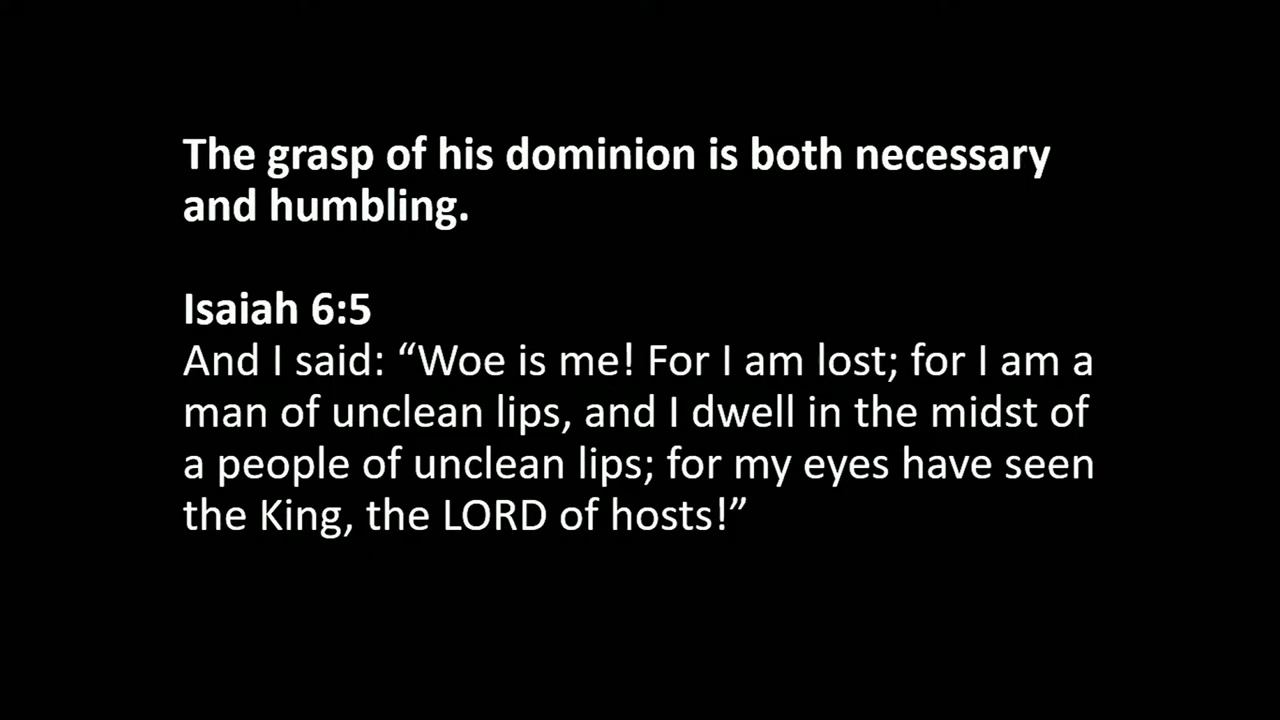 The grasp of his dominion is both necessary
and humbling.
Isaiah 6:5
And I said: “Woe is me! For I am lost; for I am a
man of unclean lips, and I dwell in the midst of
a people of unclean lips; for my eyes have seen
the King, the LORD of hosts!”